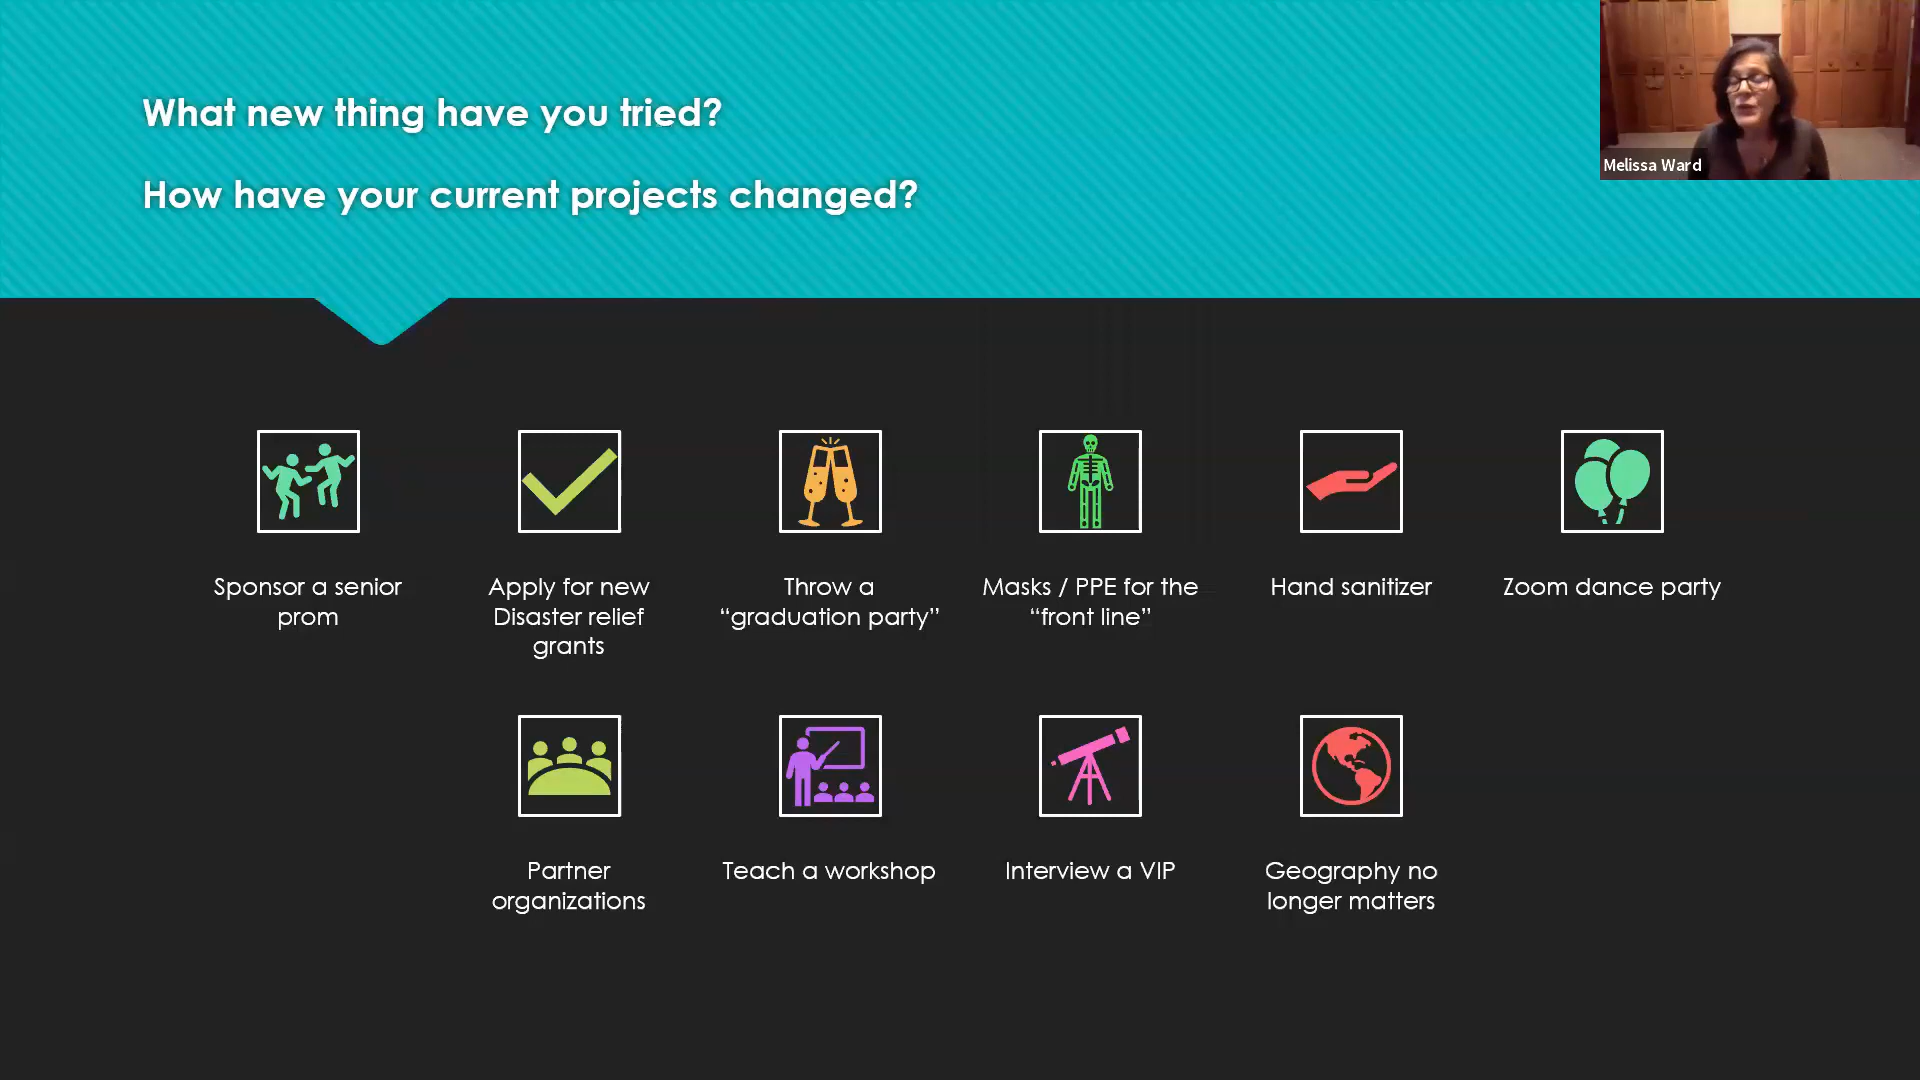 What new thing have you tried?
How have your current projects changed?
Melissa Ward
Sponsor a senior
prom
Apply for new
Disaster relief
grants
Throw a
“graduation party”
Masks / PPE for the
“front line”
Hand sanitizer
Zoom dance party
Partner
organizations
Teach a workshop
Interview a VIP
Geography no
longer matters